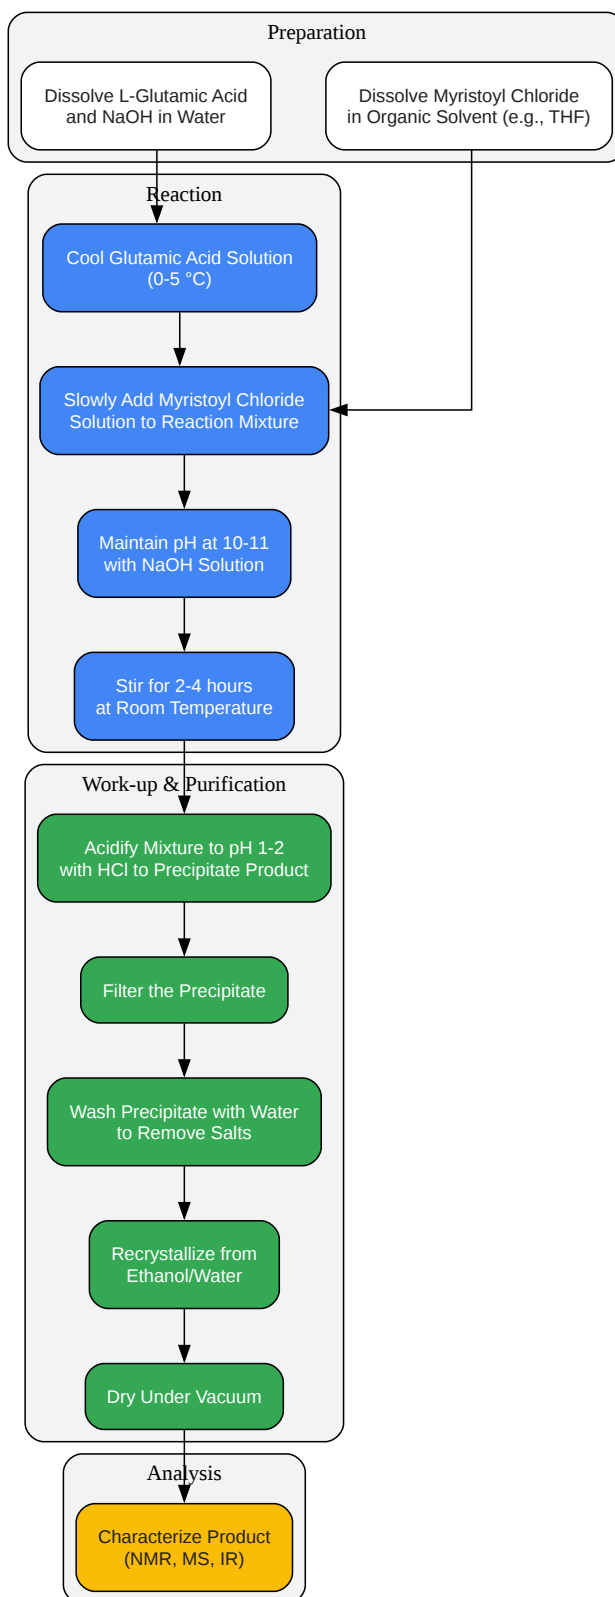 Preparation
Dissolve L-Glutamic Acid
and NaOH in Water
Dissolve Myristoyl Chloride
in Organic Solvent (e.g., THF)
Reaction
Cool Glutamic Acid Solution
(0-5 °C)
Slowly Add Myristoyl Chloride
Solution to Reaction Mixture
Maintain pH at 10-11
with NaOH Solution
Stir for 2-4 hours
at Room Temperature
Work-up & Purification
Acidify Mixture to pH 1-2
with HCl to Precipitate Product
Filter the Precipitate
Wash Precipitate with Water
to Remove Salts
Recrystallize from
Ethanol/Water
Dry Under Vacuum
Analysis
Characterize Product
(NMR, MS, IR)